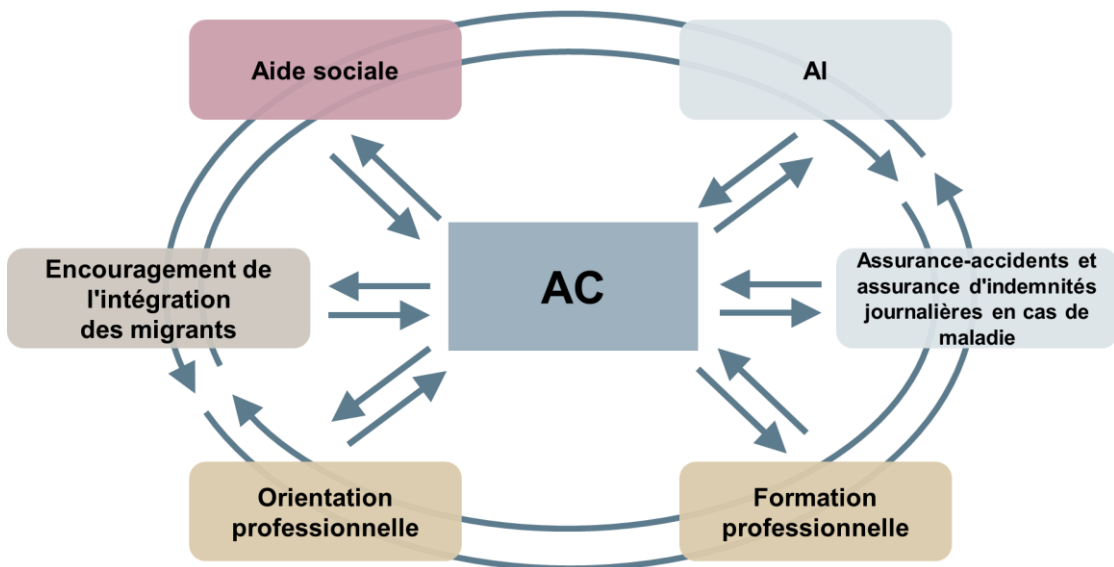 Aide sociale
AI
Encouragement de
l'intégration
des migrants
AC
Assurance-accidents et
assurance d'indemnités
journalières en cas de
maladie
Orientation
professionnelle
Formation
professionnelle